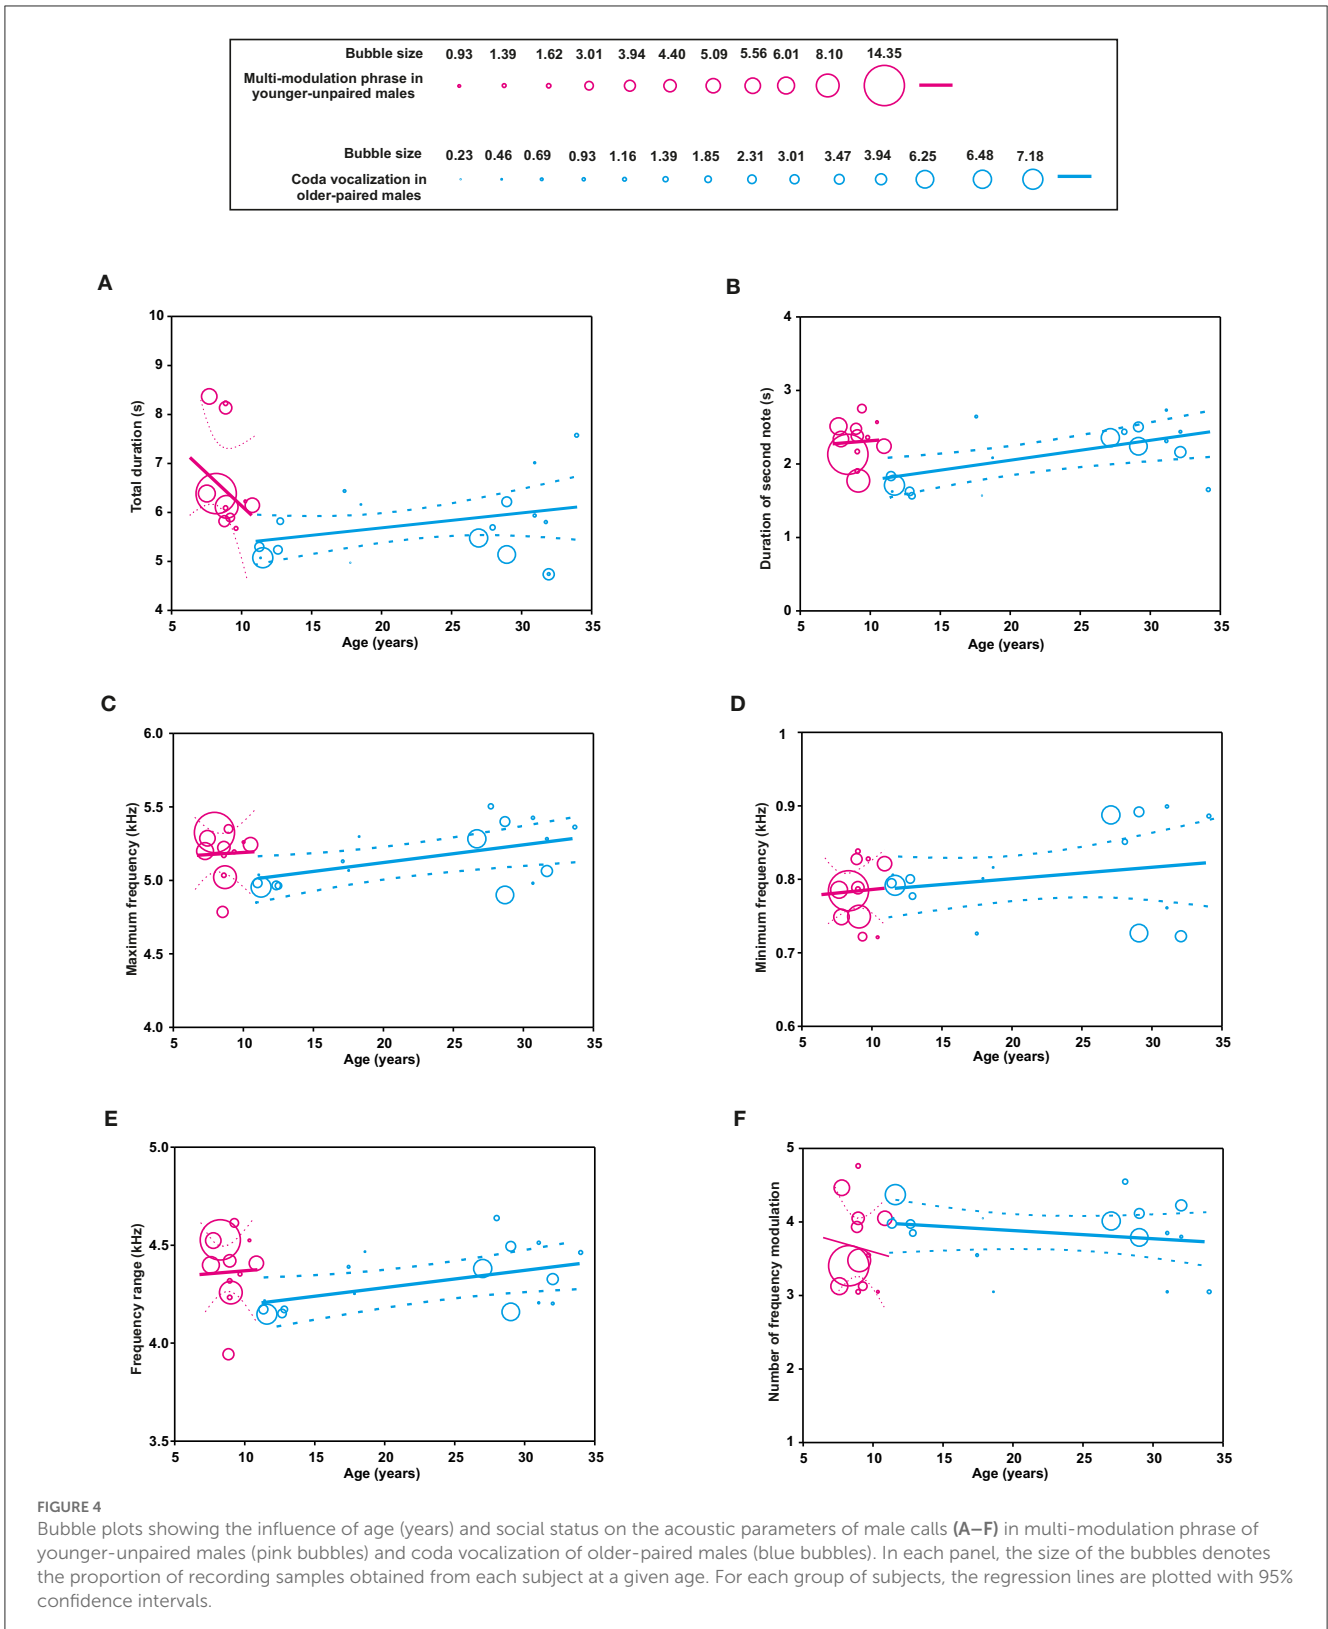 Bubble size 0.93 1.39 1.62 3.01 3.94 4.40 5.09 5.56 6.01 8.10 14.35
Multi-modulation phrase in
younger-unpaired males
Bubble size 0.23 0.46 0.69 0.93 1.16 1.39 1.85 2.31 3.01 3.47 3.94 6.25 6.48 7.18
Coda vocalization in
older-paired males
A
10
9
8
7
6
5
4
Total duration (s)
5 10 15 20 25 30 35
Age (years)
B
4
3
2
1
0
Duration of second note (s)
5 10 15 20 25 30 35
Age (years)
C
6.0
5.5
5.0
4.5
4.0
Maximum frequency (kHz)
5 10 15 20 25 30 35
Age (years)
D
1
0.9
0.8
0.7
0.6
Minimum frequency (kHz)
5 10 15 20 25 30 35
Age (years)
E
5.0
4.5
4.0
3.5
Frequency range (kHz)
5 10 15 20 25 30 35
Age (years)
F
5
4
3
2
1
Number of frequency modulation
5 10 15 20 25 30 35
Age (years)
FIGURE 4
Bubble plots showing the influence of age (years) and social status on the acoustic parameters of male calls (A–F) in multi-modulation phrase of
younger-unpaired males (pink bubbles) and coda vocalization of older-paired males (blue bubbles). In each panel, the size of the bubbles denotes
the proportion of recording samples obtained from each subject at a given age. For each group of subjects, the regression lines are plotted with 95%
confidence intervals.